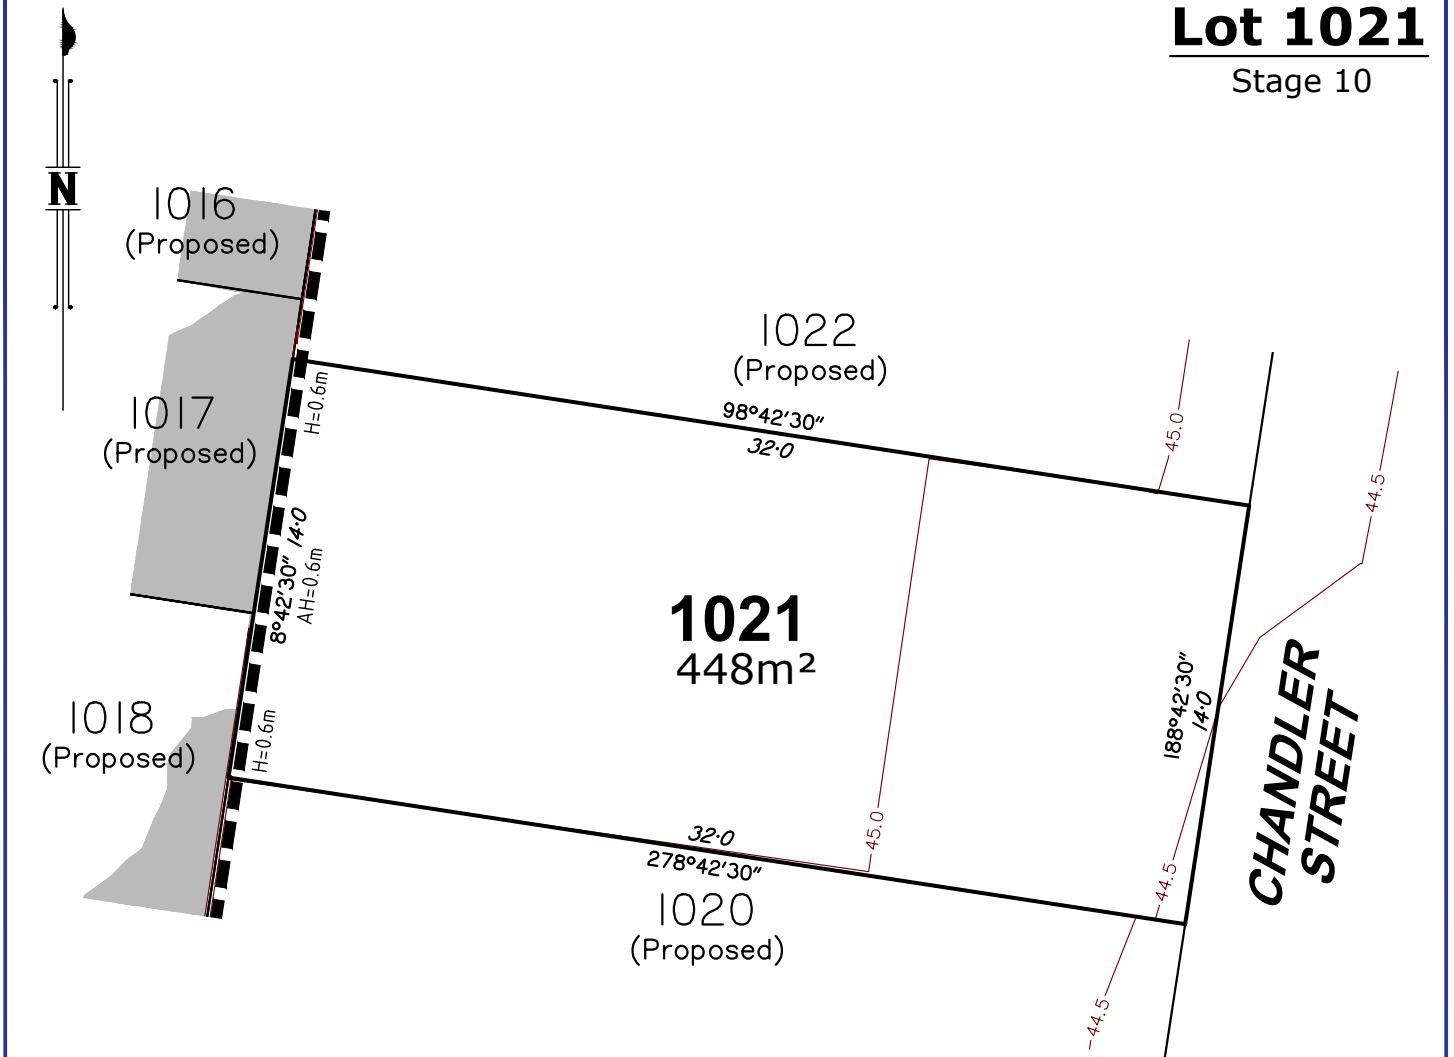 Lot 1021
Stage 10
N
1016
(Proposed)
1022
(Proposed)
98°42'30"
32·0
H=0.6m
1017
(Proposed)
45.0
44.5
8°42'30" 14·0
AH=0.6m
1021
448m²
188°42'30"
14·0
CHANDLER
STREET
1018
(Proposed)
H=0.6m
45.0
32·0
278°42'30"
44.5
1020
(Proposed)
44.5